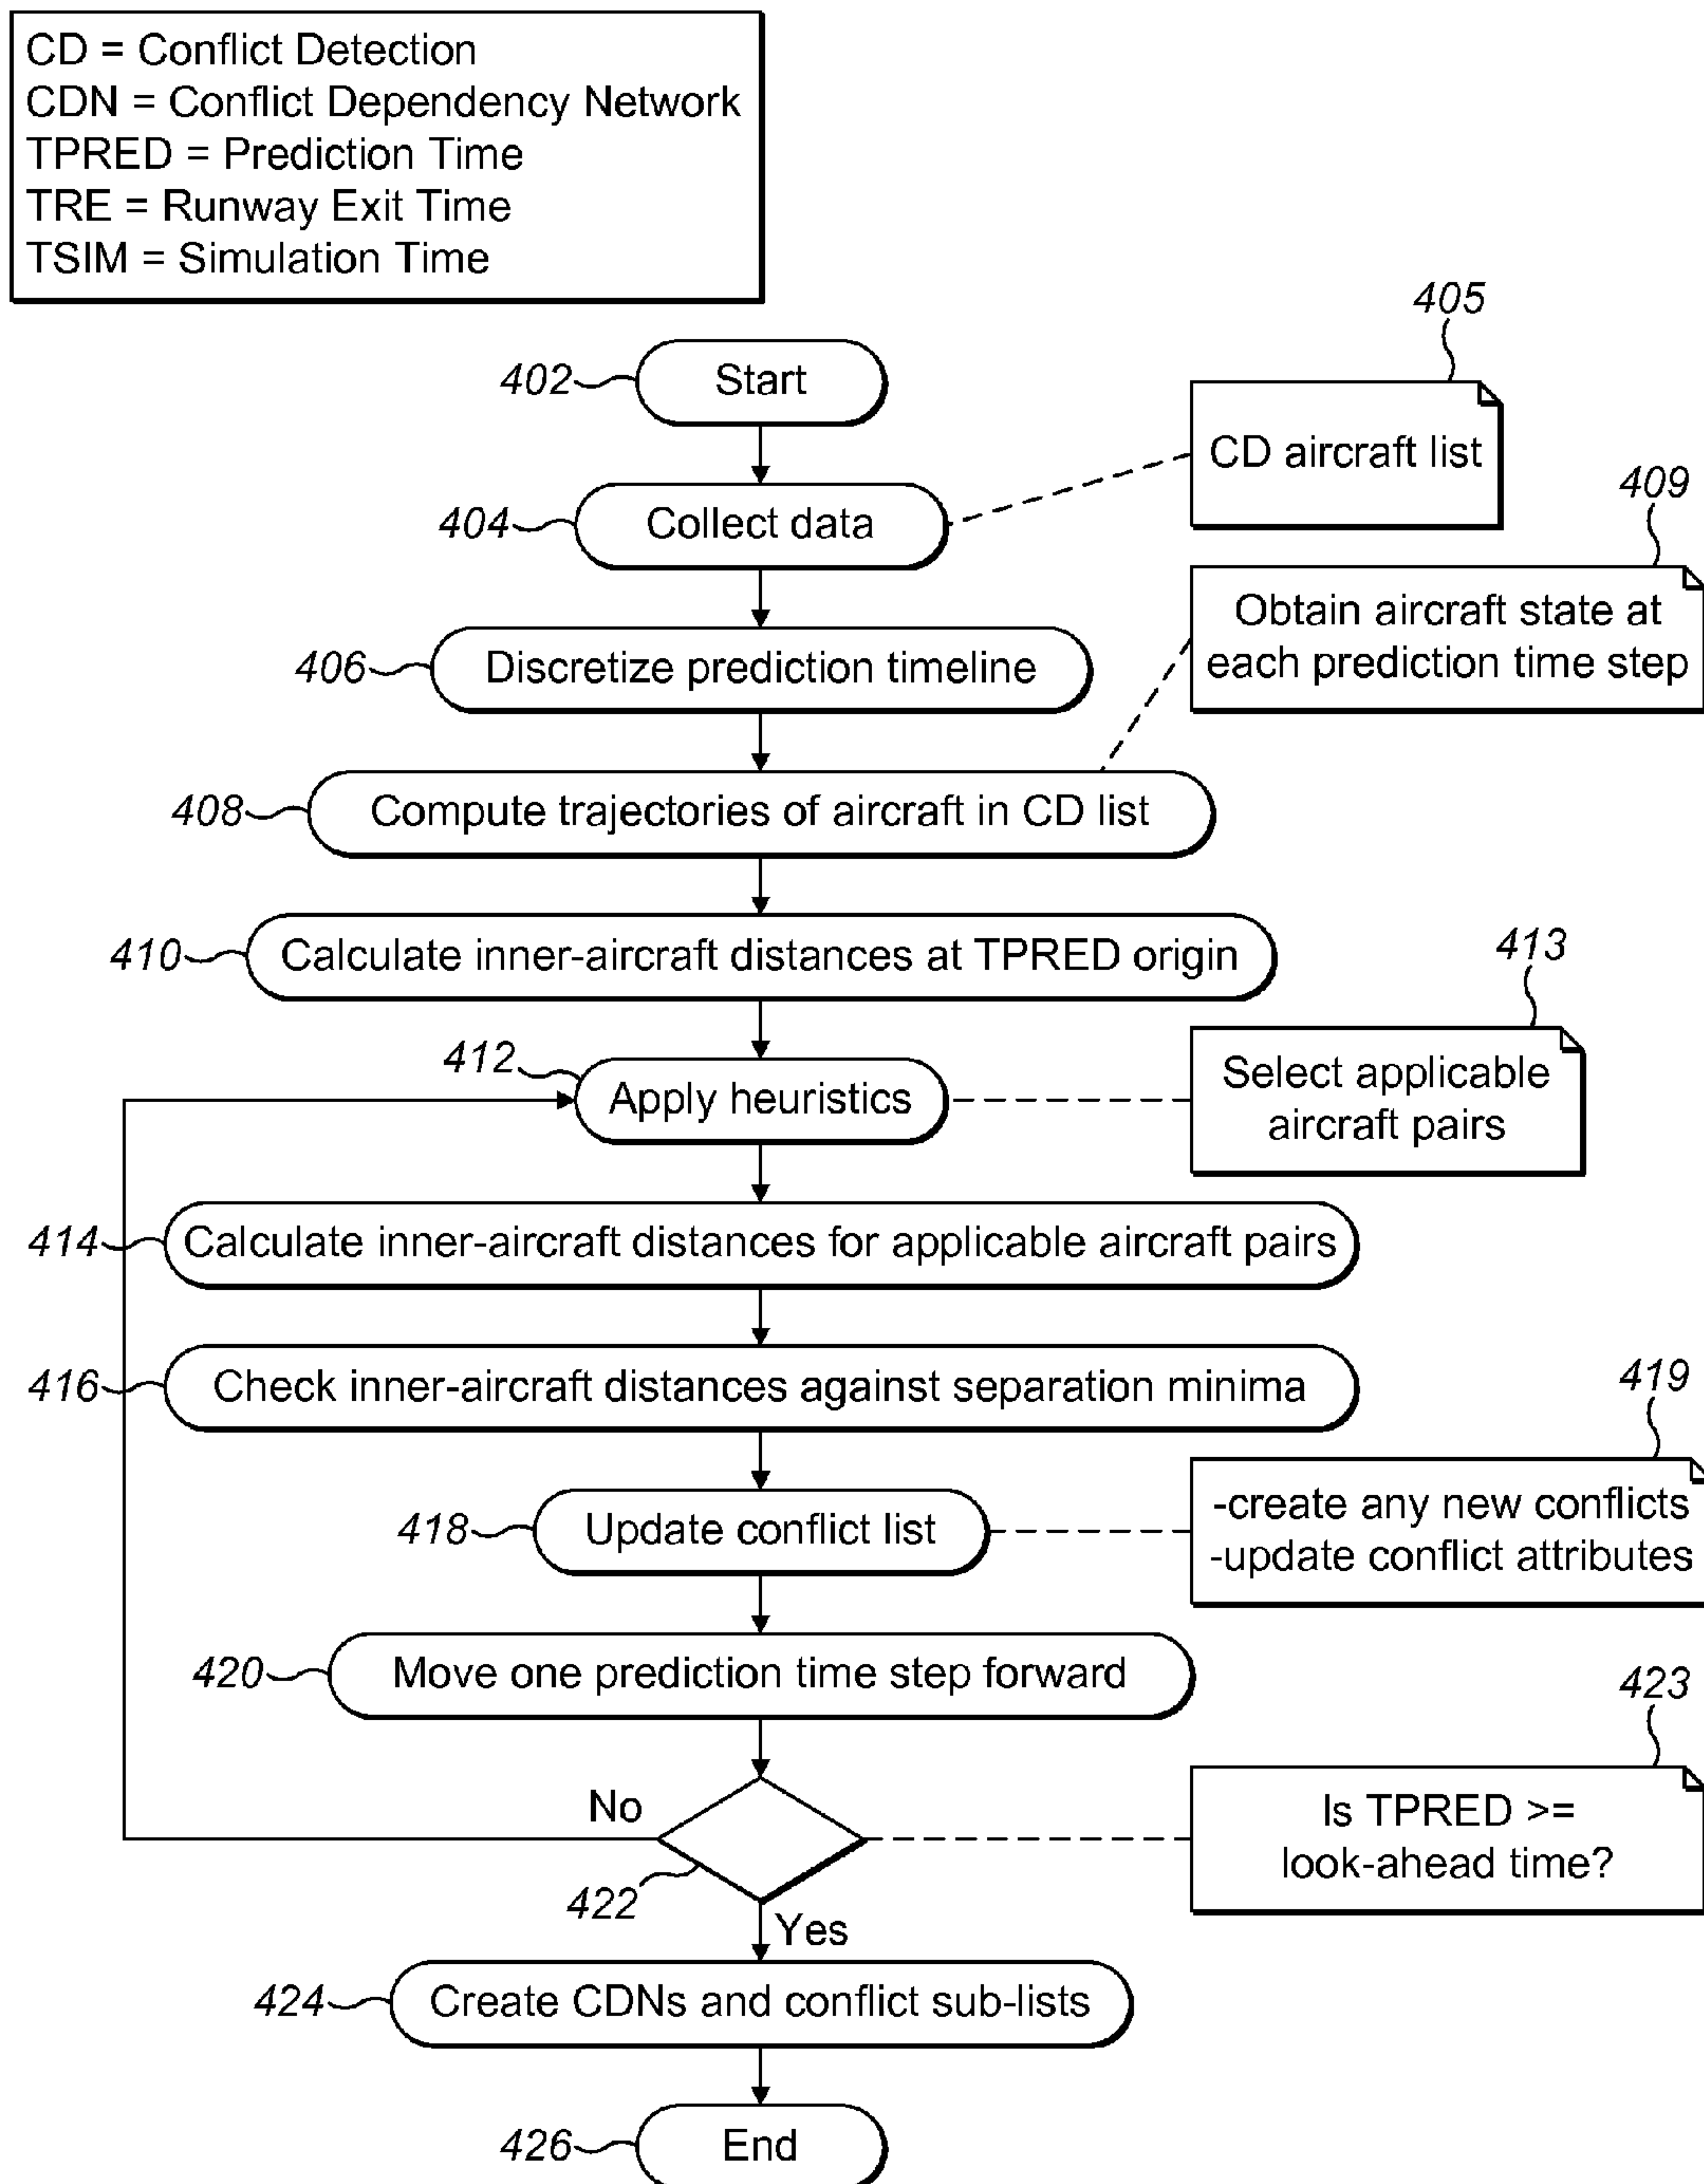 CD = Conflict Detection
CDN = Conflict Dependency Network
TPRED = Prediction Time
TRE = Runway Exit Time
TSIM = Simulation Time
405
402
Start
CD aircraft list
409
404
Collect data
Obtain aircraft state at
each prediction time step
406
Discretize prediction timeline
408
Compute trajectories of aircraft in CD list
410
Calculate inner-aircraft distances at TPRED origin
413
412
Apply heuristics
Select applicable
aircraft pairs
414
Calculate inner-aircraft distances for applicable aircraft pairs
416
Check inner-aircraft distances against separation minima
419
418
Update conflict list
-create any new conflicts
-update conflict attributes
420
Move one prediction time step forward
423
No
Is TPRED >=
look-ahead time?
422
Yes
424
Create CDNs and conflict sub-lists
426
End